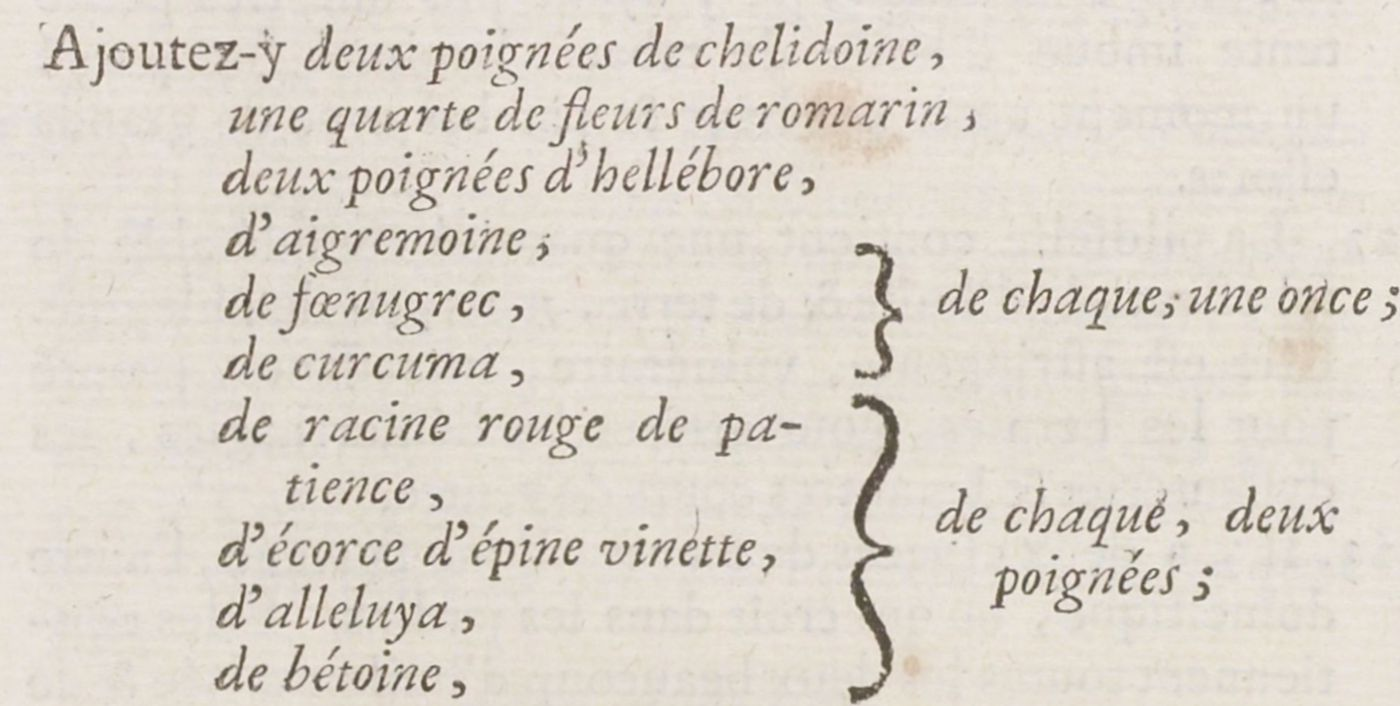 Ajoutez-y deux poignées de chelidoine,
une quarte de fleurs de romarin,
deux poignées d'hellébore,
d'aigremoine,
de fœnugrec,
de curcuma,
de chaque, une once;
de racine rouge de pa-
tience,
d'écorce d'épine vinette,
d'alleluya,
de bétoine,
de chaque, deux
poignées;